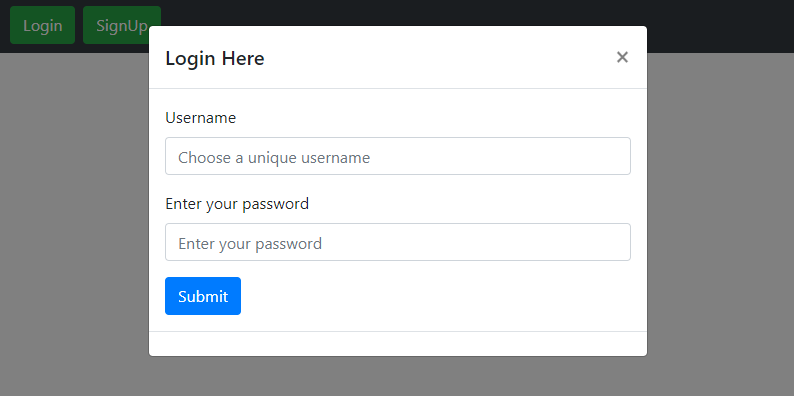 Login SignUp
Login Here ×
Username
Choose a unique username
Enter your password
Enter your password
Submit